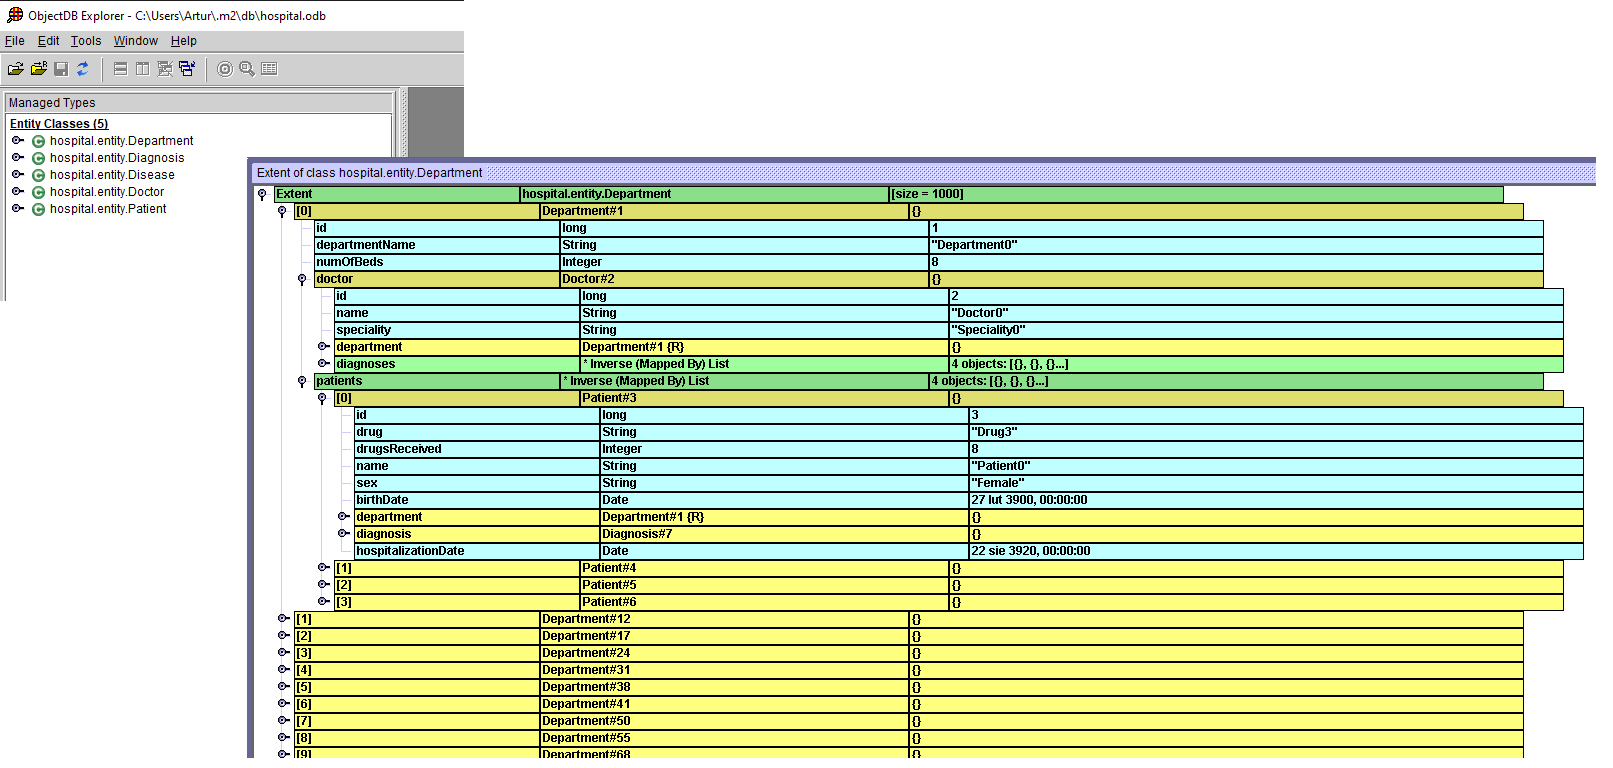 ObjectDB Explorer - C:\Users\Artur\.m2\db\hospital.odb
File Edit Tools Window Help
Managed Types
Entity Classes (5)
hospital.entity.Department
hospital.entity.Diagnosis
hospital.entity.Disease
hospital.entity.Doctor
hospital.entity.Patient
Extent of class hospital.entity.Department
Extent hospital.entity.Department [size = 1000]
[0] Department#1 {}
id long 1
departmentName String "Department0"
numOfBeds Integer 8
doctor Doctor#2 {}
id long 2
name String "Doctor0"
speciality String "Speciality0"
department Department#1 {R} {}
diagnoses * Inverse (Mapped By) List 4 objects: [{}, {}, {}...]
patients * Inverse (Mapped By) List 4 objects: [{}, {}, {}...]
[0] Patient#3 {}
id long 3
drug String "Drug3"
drugsReceived Integer 8
name String "Patient0"
sex String "Female"
birthDate Date 27 lut 3900, 00:00:00
department Department#1 {R} {}
diagnosis Diagnosis#7 {}
hospitalizationDate Date 22 sie 3920, 00:00:00
[1] Patient#4 {}
[2] Patient#5 {}
[3] Patient#6 {}
[1] Department#12 {}
[2] Department#17 {}
[3] Department#24 {}
[4] Department#31 {}
[5] Department#38 {}
[6] Department#41 {}
[7] Department#50 {}
[8] Department#55 {}
[9] Department#68 {}